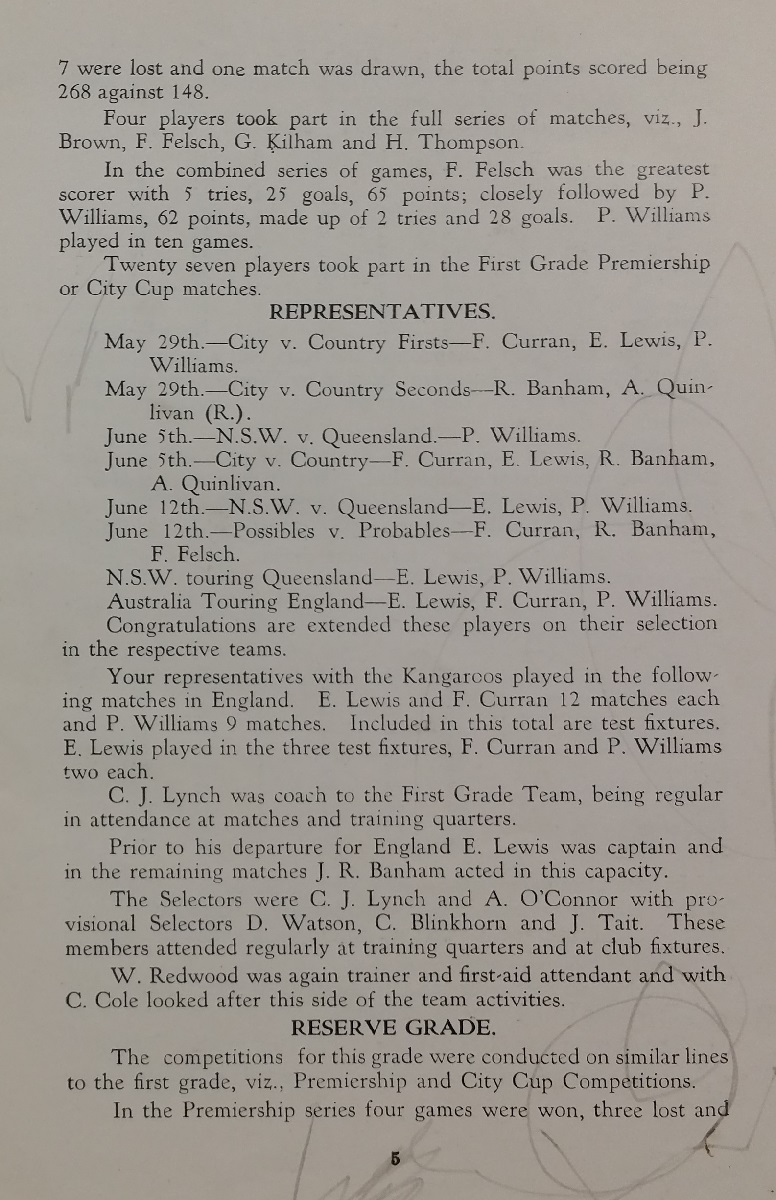 7 were lost and one match was drawn, the total points scored being
268 against 148.
Four players took part in the full series of matches, viz., J.
Brown, F. Felsch, G. Kilham and H. Thompson.
In the combined series of games, F. Felsch was the greatest
scorer with 5 tries, 25 goals, 65 points; closely followed by P.
Williams, 62 points, made up of 2 tries and 28 goals. P. Williams
played in ten games.
Twenty seven players took part in the First Grade Premiership
or City Cup matches.
REPRESENTATIVES.
May 29th.—City v. Country Firsts—F. Curran, E. Lewis, P.
Williams.
May 29th.—City v. Country Seconds—R. Banham, A. Quin-
livan (R.).
June 5th.—N.S.W. v. Queensland.—P. Williams.
June 5th.—City v. Country—F. Curran, E. Lewis, R. Banham,
A. Quinlivan.
June 12th.—N.S.W. v. Queensland—E. Lewis, P. Williams.
June 12th.—Possibles v. Probables—F. Curran, R. Banham,
F. Felsch.
N.S.W. touring Queensland—E. Lewis, P. Williams.
Australia Touring England—E. Lewis, F. Curran, P. Williams.
Congratulations are extended these players on their selection
in the respective teams.
Your representatives with the Kangaroos played in the follow-
ing matches in England. E. Lewis and F. Curran 12 matches each
and P. Williams 9 matches. Included in this total are test fixtures.
E. Lewis played in the three test fixtures, F. Curran and P. Williams
two each.
C. J. Lynch was coach to the First Grade Team, being regular
in attendance at matches and training quarters.
Prior to his departure for England E. Lewis was captain and
in the remaining matches J. R. Banham acted in this capacity.
The Selectors were C. J. Lynch and A. O'Connor with pro-
visional Selectors D. Watson, C. Blinkhorn and J. Tait. These
members attended regularly at training quarters and at club fixtures.
W. Redwood was again trainer and first-aid attendant and with
C. Cole looked after this side of the team activities.
RESERVE GRADE.
The competitions for this grade were conducted on similar lines
to the first grade, viz., Premiership and City Cup Competitions.
In the Premiership series four games were won, three lost and
5